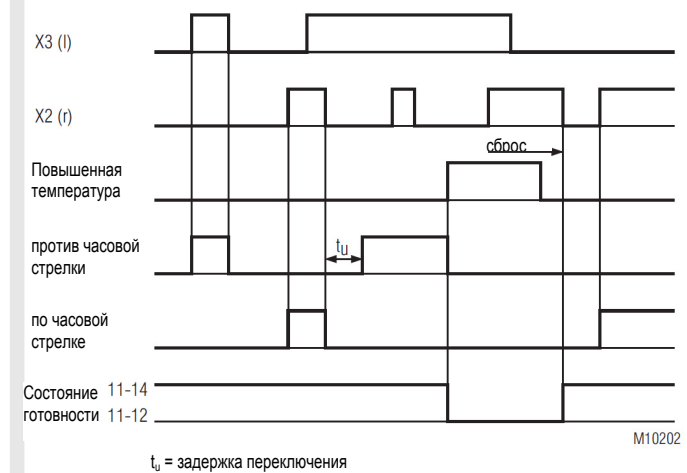 X3 (l)
X2 (r)
сброс
Повышенная
температура
против часовой
стрелки
tu
по часовой
стрелке
Состояние 11-14
готовности 11-12
M10202
tu = задержка переключения